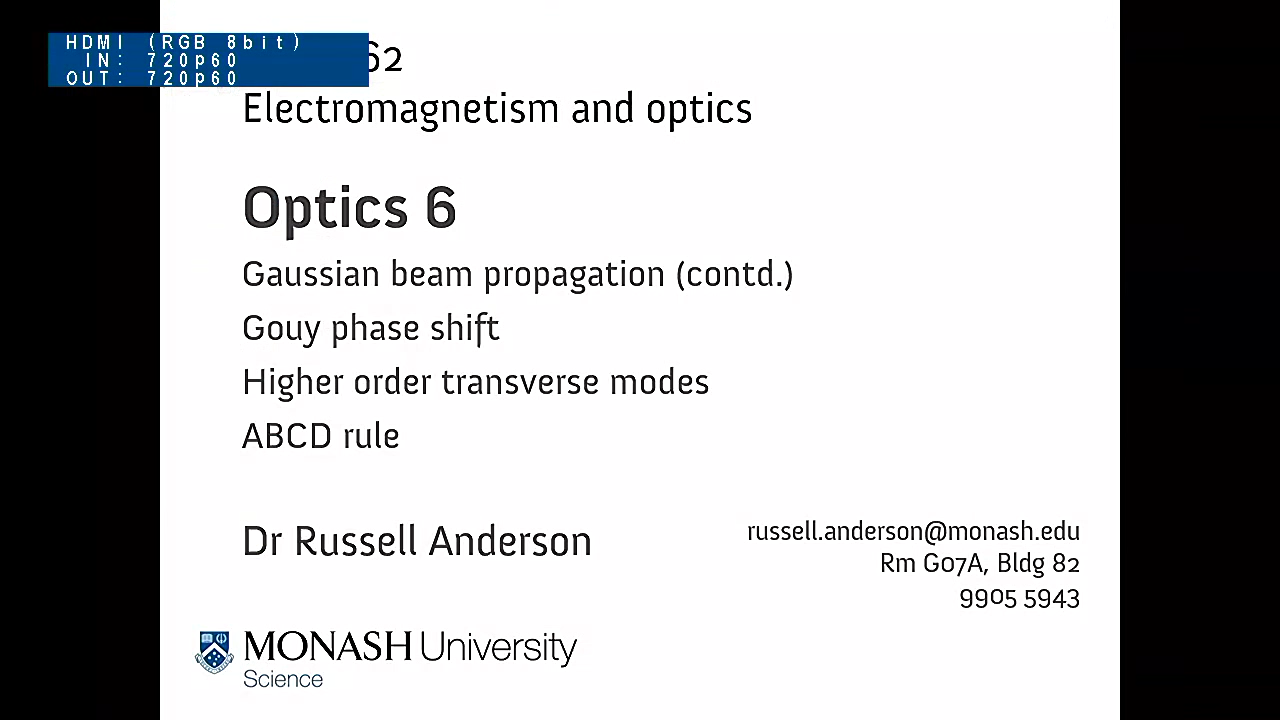 HDMI (RGB 8bit)
IN: 720p60
OUT: 720p60
62
Electromagnetism and optics
Optics 6
Gaussian beam propagation (contd.)
Gouy phase shift
Higher order transverse modes
ABCD rule
Dr Russell Anderson
russell.anderson@monash.edu
Rm G07A, Bldg 82
9905 5943
MONASH University
Science